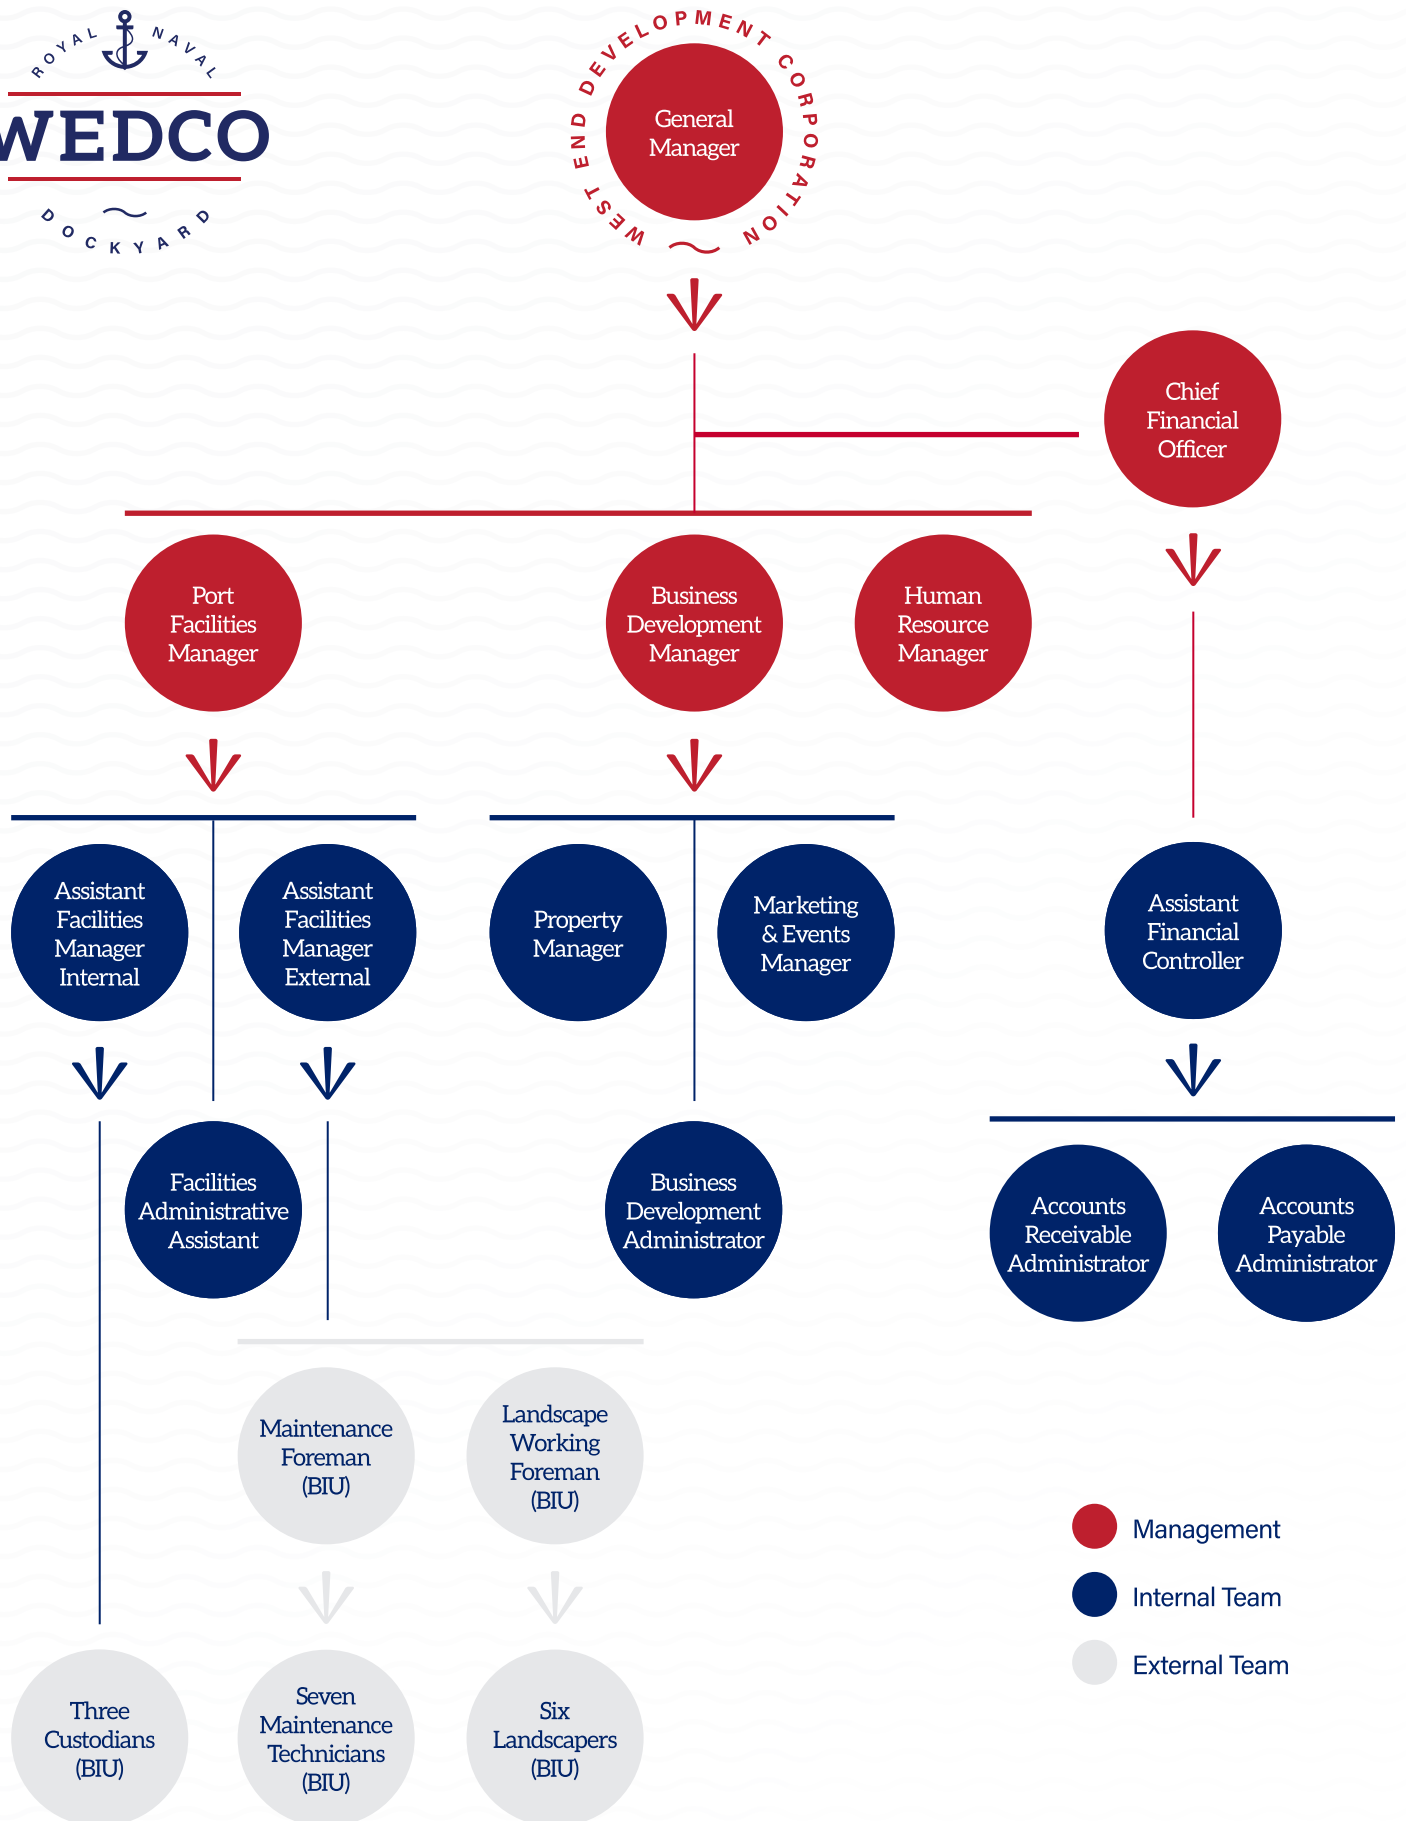 ROYAL NAVAL
WEDCO
DOCKYARD
WEST END DEVELOPMENT CORPORATION
General
Manager
Chief
Financial
Officer
Port
Facilities
Manager
Business
Development
Manager
Human
Resource
Manager
Assistant
Facilities
Manager
Internal
Assistant
Facilities
Manager
External
Property
Manager
Marketing
& Events
Manager
Assistant
Financial
Controller
Facilities
Administrative
Assistant
Business
Development
Administrator
Accounts
Receivable
Administrator
Accounts
Payable
Administrator
Maintenance
Foreman
(BIU)
Landscape
Working
Foreman
(BIU)
Three
Custodians
(BIU)
Seven
Maintenance
Technicians
(BIU)
Six
Landscapers
(BIU)
Management
Internal Team
External Team